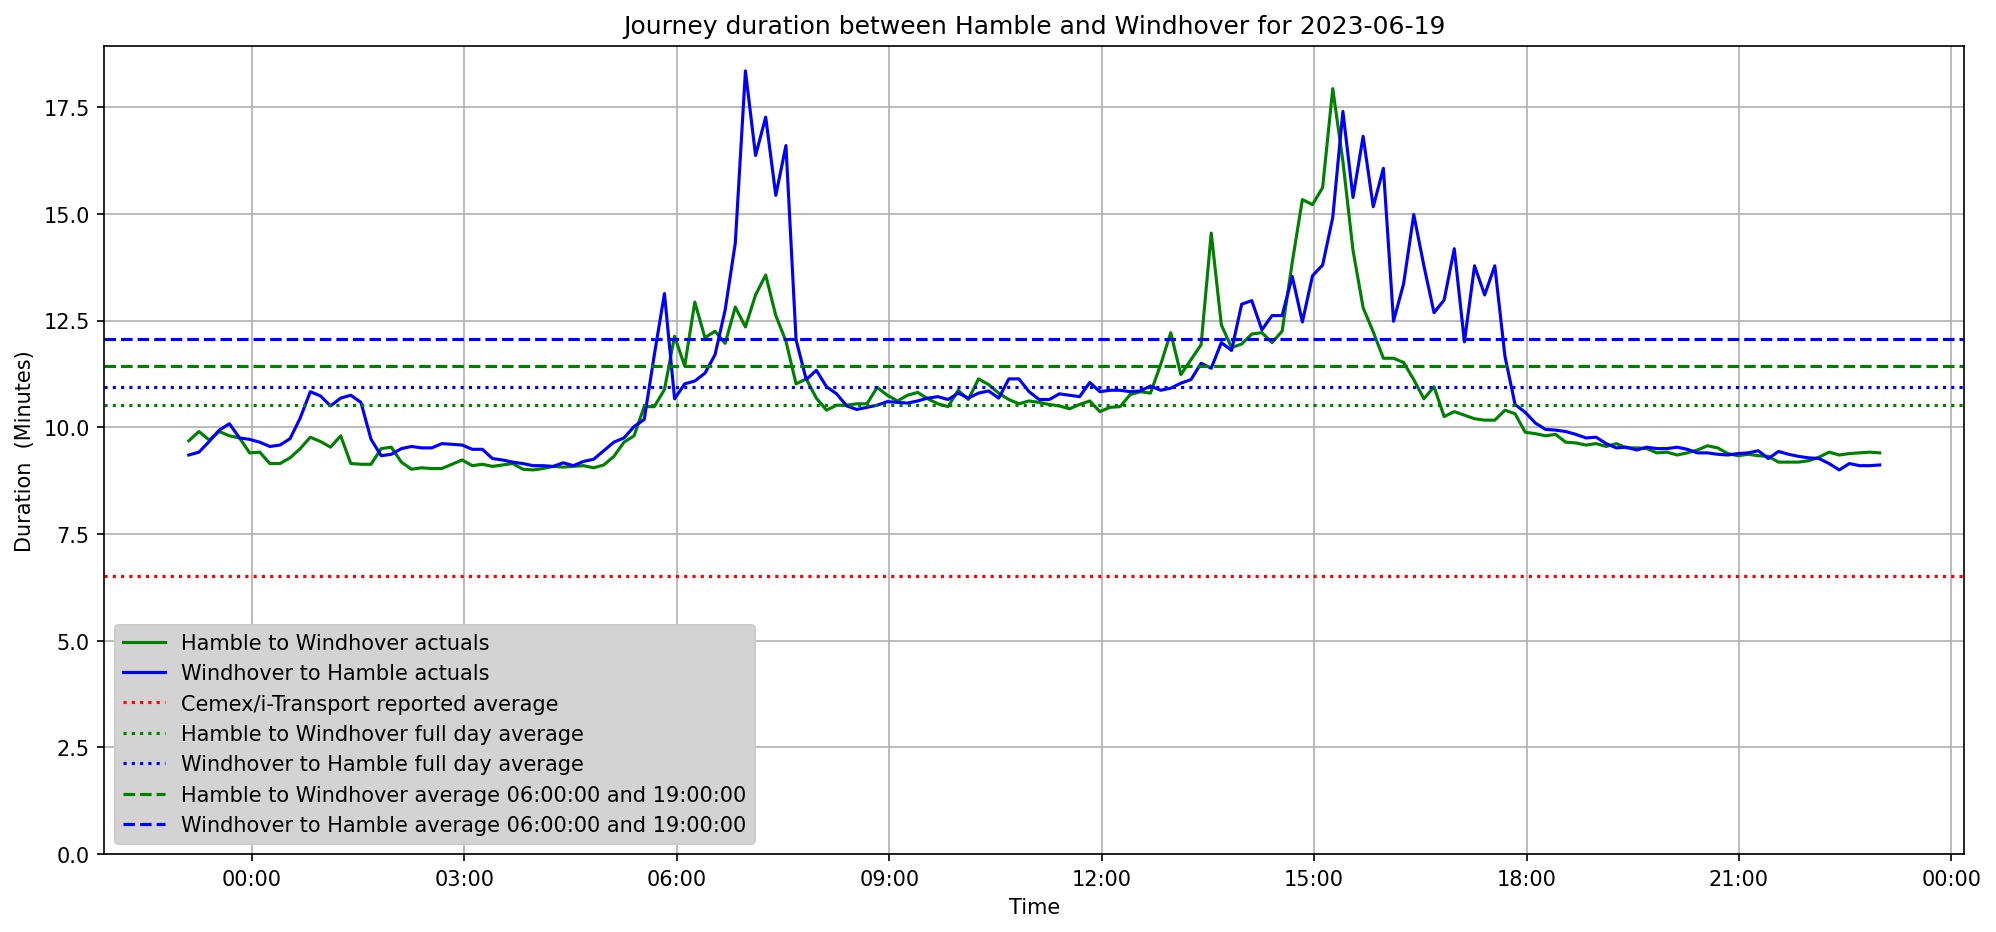 Journey duration between Hamble and Windhover for 2023-06-19
17.5
15.0
12.5
10.0
7.5
5.0
2.5
0.0
Duration (Minutes)
Hamble to Windhover actuals
Windhover to Hamble actuals
Cemex/i-Transport reported average
Hamble to Windhover full day average
Windhover to Hamble full day average
Hamble to Windhover average 06:00:00 and 19:00:00
Windhover to Hamble average 06:00:00 and 19:00:00
00:00 03:00 06:00 09:00 12:00 15:00 18:00 21:00 00:00
Time